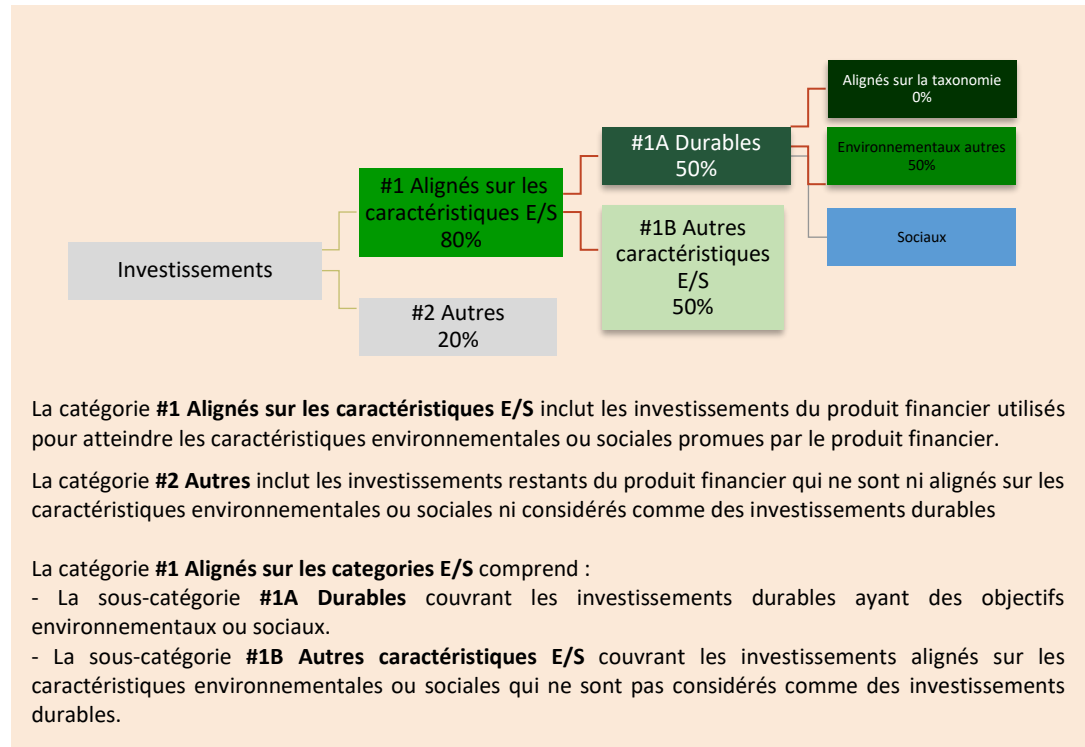 Alignés sur la taxonomie
0%
#1A Durables
50%
Environnementaux autres
50%
#1 Alignés sur les
caractéristiques E/S
80%
#1B Autres
caractéristiques
E/S
50%
Sociaux
Investissements
#2 Autres
20%
La catégorie #1 Alignés sur les caractéristiques E/S inclut les investissements du produit financier utilisés
pour atteindre les caractéristiques environnementales ou sociales promues par le produit financier.
La catégorie #2 Autres inclut les investissements restants du produit financier qui ne sont ni alignés sur les
caractéristiques environnementales ou sociales ni considérés comme des investissements durables
La catégorie #1 Alignés sur les categories E/S comprend :
- La sous-catégorie #1A Durables couvrant les investissements durables ayant des objectifs
environnementaux ou sociaux.
- La sous-catégorie #1B Autres caractéristiques E/S couvrant les investissements alignés sur les
caractéristiques environnementales ou sociales qui ne sont pas considérés comme des investissements
durables.